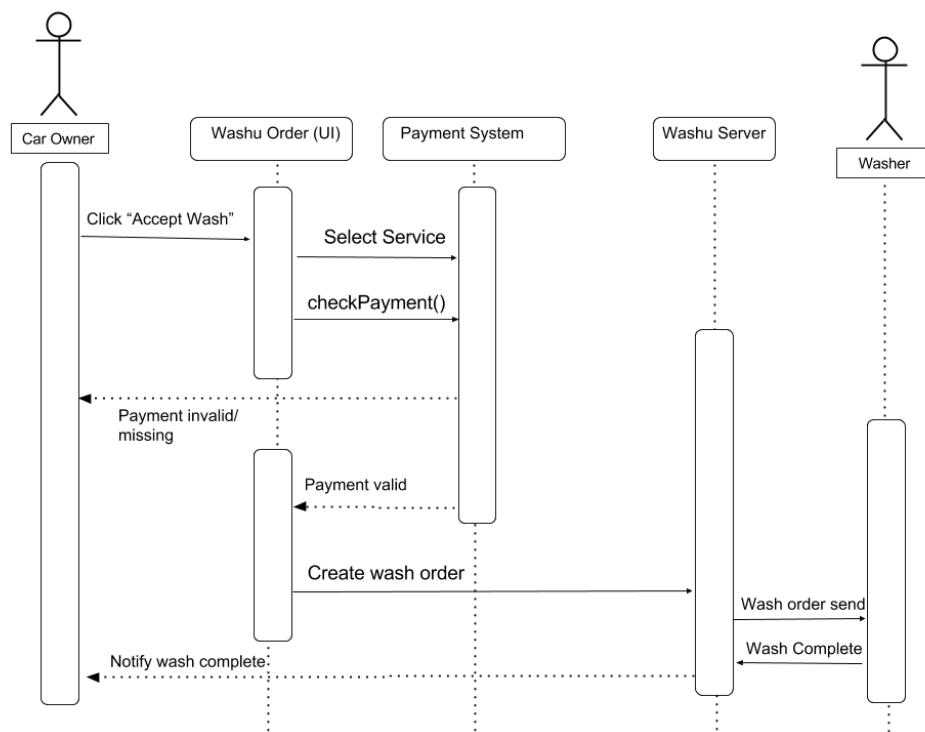 Car Owner
Washu Order (UI)
Payment System
Washu Server
Washer
Click “Accept Wash”
Select Service
checkPayment()
Payment invalid/
missing
Payment valid
Create wash order
Wash order send
Wash Complete
Notify wash complete